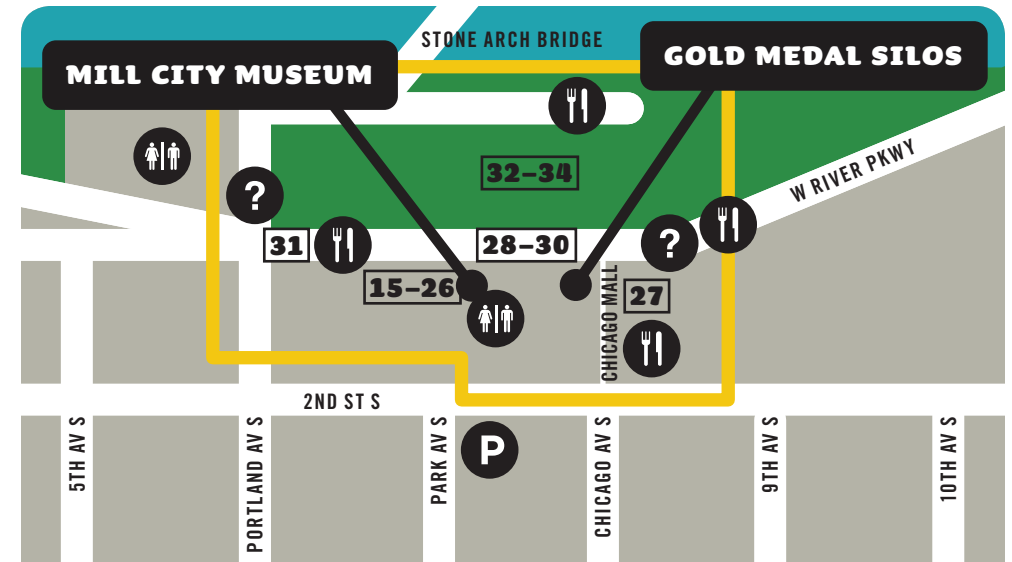 STONE ARCH BRIDGE
MILL CITY MUSEUM
GOLD MEDAL SILOS
W RIVER PKWY
32–34
?
31
28–30
?
15–26
27
CHICAGO MALL
2ND ST S
P
5TH AV S
PORTLAND AV S
PARK AV S
CHICAGO AV S
9TH AV S
10TH AV S